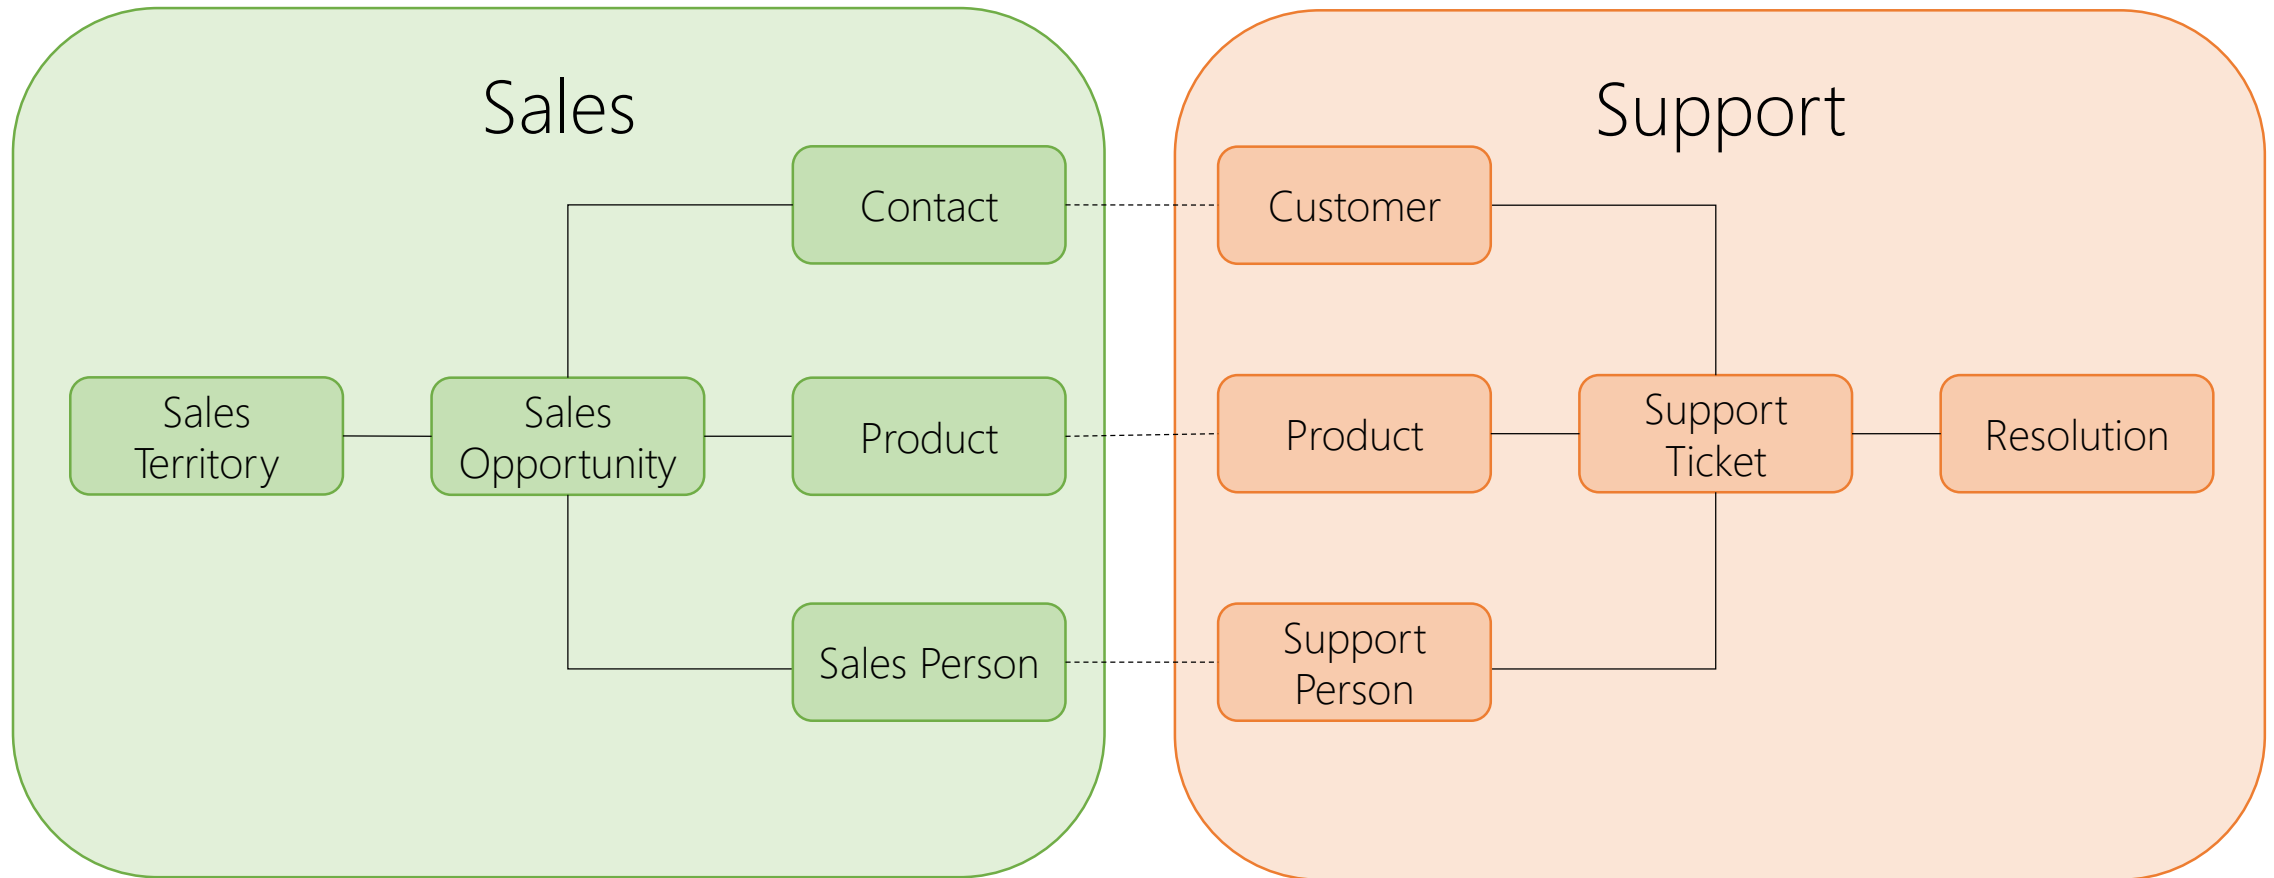 Sales
Contact
Sales
Territory
Sales
Opportunity
Product
Sales Person
Support
Customer
Product
Support
Ticket
Resolution
Support
Person